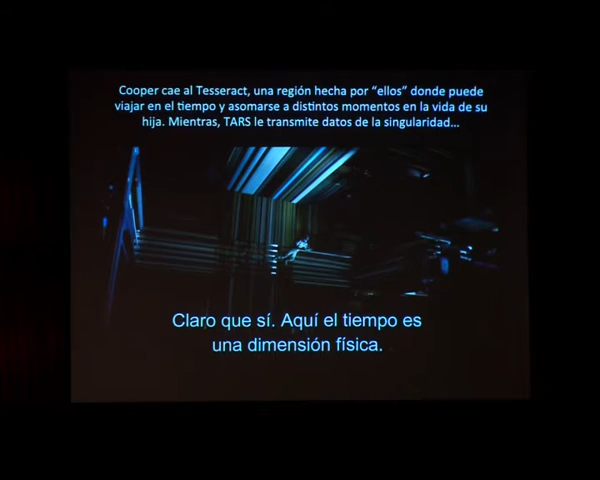 Cooper cae al Tesseract, una región hecha por “ellos” donde puede
viajar en el tiempo y asomarse a distintos momentos en la vida de su
hija. Mientras, TARS le transmite datos de la singularidad…
Claro que sí. Aquí el tiempo es
una dimensión física.